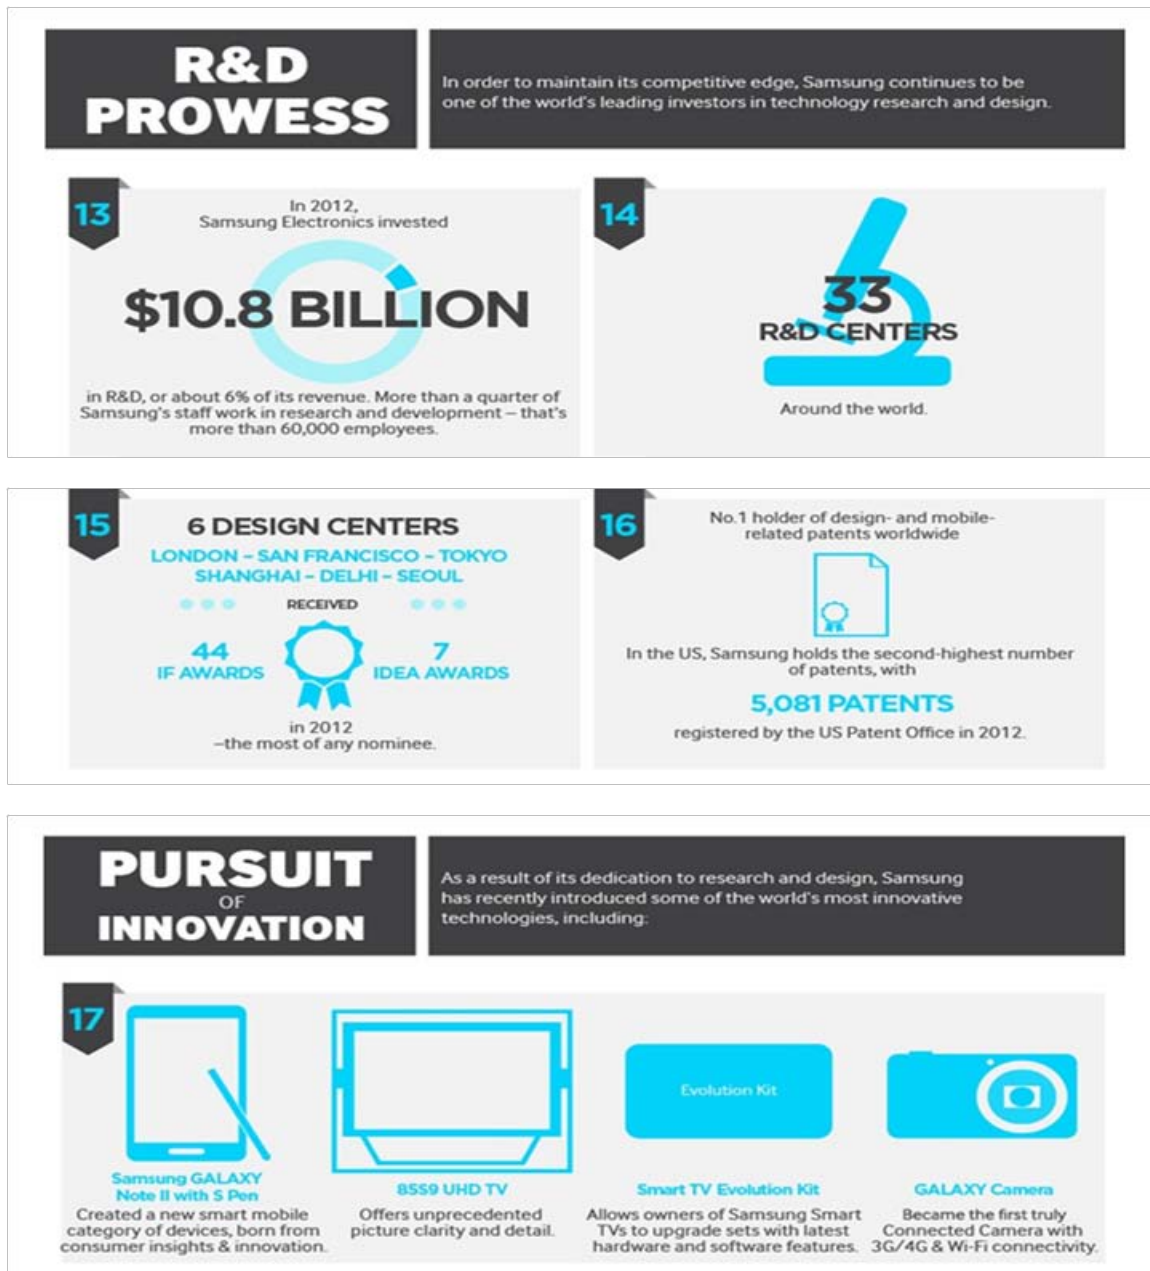 R&D
PROWESS
In order to maintain its competitive edge, Samsung continues to be
one of the world's leading investors in technology research and design.
13
In 2012,
Samsung Electronics invested
$10.8 BILLION
in R&D, or about 6% of its revenue. More than a quarter of
Samsung's staff work in research and development – that's
more than 60,000 employees.
14
33
R&D CENTERS
Around the world.
15
6 DESIGN CENTERS
LONDON – SAN FRANCISCO – TOKYO
SHANGHAI – DELHI – SEOUL
RECEIVED
44
IF AWARDS
7
IDEA AWARDS
in 2012
–the most of any nominee.
16
No.1 holder of design- and mobile-
related patents worldwide
In the US, Samsung holds the second-highest number
of patents, with
5,081 PATENTS
registered by the US Patent Office in 2012.
PURSUIT
OF
INNOVATION
As a result of its dedication to research and design, Samsung
has recently introduced some of the world's most innovative
technologies, including:
17
Samsung GALAXY
Note II with S Pen
Created a new smart mobile
category of devices, born from
consumer insights & innovation.
85S9 UHD TV
Offers unprecedented
picture clarity and detail.
Evolution Kit
Smart TV Evolution Kit
Allows owners of Samsung Smart
TVs to upgrade sets with latest
hardware and software features.
GALAXY Camera
Became the first truly
Connected Camera with
3G/4G & Wi-Fi connectivity.